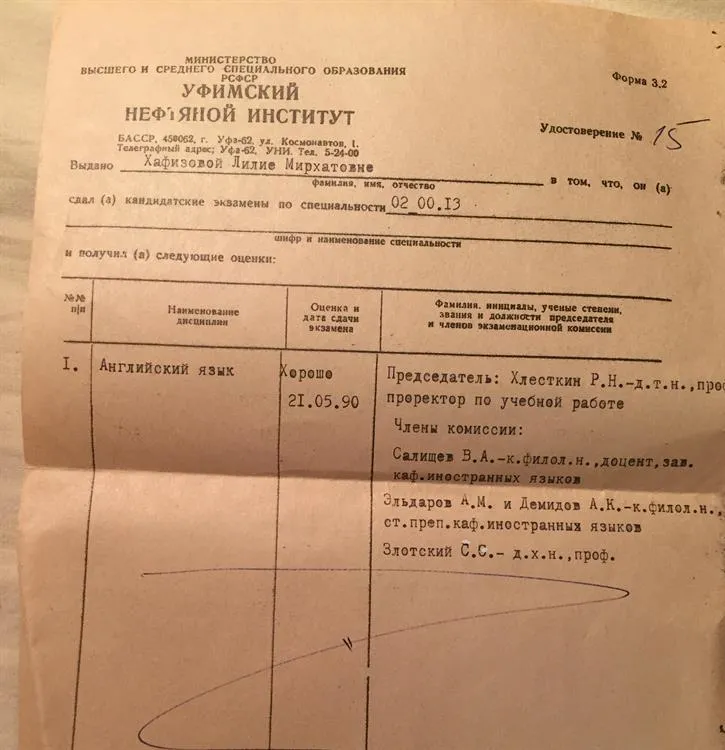 МИНИСТЕРСТВО
ВЫСШЕГО И СРЕДНЕГО СПЕЦИАЛЬНОГО ОБРАЗОВАНИЯ
РСФСР
УФИМСКИЙ
НЕФТЯНОЙ ИНСТИТУТ
БАССР, 450062, г. Уфа-62, ул. Космонавтов, 1.
Телеграфный адрес; Уфа-62, УНИ. Тел. 5-24-00
Форма 3.2
Удостоверение № 15
Выдано Хафизовой Лилие Мирхатовне в том, что, он (а)
фамилия, имя, отчество
сдал (а) кандидатские экзамены по специальности 02 00.13
шифр и наименование специальности
и получил (а) следующие оценки:
№№ п|п
Наименование дисциплин
Оценка и дата сдачи экзамена
Фамилия, инициалы, ученые степени, звания и должности председателя и членов экзаменационной комиссии
I. Английский язык Хорошо Председатель: Хлесткин Р.Н.-д.т.н.,проф
21.05.90 проректор по учебной работе
Члены комиссии:
Салищев В.А.-к.филол.н.,доцент,зав.
каф.иностранных языков
Эльдаров А.М. и Демидов А.К.-к.филол.н.,
ст.преп.каф.иностранных языков
Злотский С.С.- д.х.н.,проф.